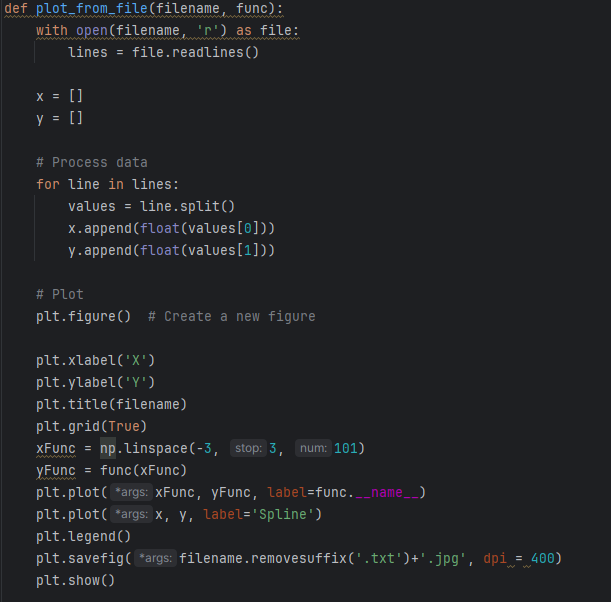 def plot_from_file(filename, func):
    with open(filename, 'r') as file:
        lines = file.readlines()

    x = []
    y = []

    # Process data
    for line in lines:
        values = line.split()
        x.append(float(values[0]))
        y.append(float(values[1]))

    # Plot
    plt.figure()  # Create a new figure

    plt.xlabel('X')
    plt.ylabel('Y')
    plt.title(filename)
    plt.grid(True)
    xFunc = np.linspace(-3, stop: 3, num: 101)
    yFunc = func(xFunc)
    plt.plot( *args: xFunc, yFunc, label=func.__name__)
    plt.plot( *args: x, y, label='Spline')
    plt.legend()
    plt.savefig( *args: filename.removesuffix('.txt')+'.jpg', dpi = 400)
    plt.show()